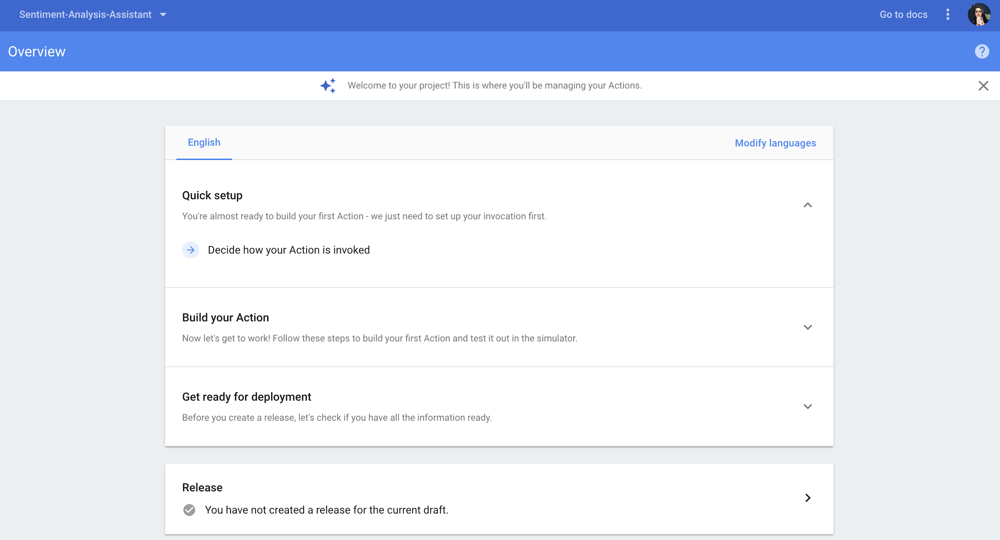 Sentiment-Analysis-Assistant
Go to docs
Overview
?
Welcome to your project! This is where you'll be managing your Actions.
English
Modify languages
Quick setup
You're almost ready to build your first Action - we just need to set up your invocation first.
Decide how your Action is invoked
Build your Action
Now let's get to work! Follow these steps to build your first Action and test it out in the simulator.
Get ready for deployment
Before you create a release, let's check if you have all the information ready.
Release
You have not created a release for the current draft.